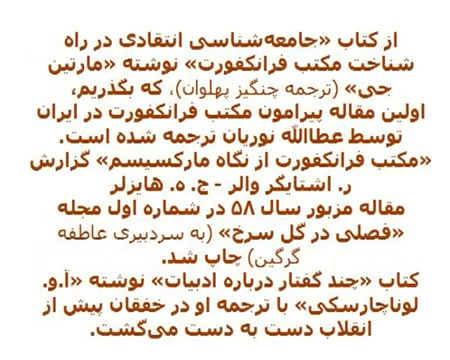 از کتاب «جامعه‌شناسی انتقادی در راه
شناخت مکتب فرانکفورت» نوشته «مارتین
جی» (ترجمه چنگیز پهلوان)، که بگذریم،
اولین مقاله پیرامون مکتب فرانکفورت در ایران
توسط عطاالله نوریان ترجمه شده است.
«مکتب فرانکفورت از نگاه مارکسیسم» گزارش
ر. اشتایگر والر - ج. ه. هایزلر
مقاله مزبور سال ۵۸ در شماره اول مجله
«فصلی در گل سرخ» (به سردبیری عاطفه
گرگین) چاپ شد.
کتاب «چند گفتار درباره ادبیات» نوشته «آ.و.
لوناچارسکی» با ترجمه او در خفقان پیش از
انقلاب دست به دست می‌گشت.